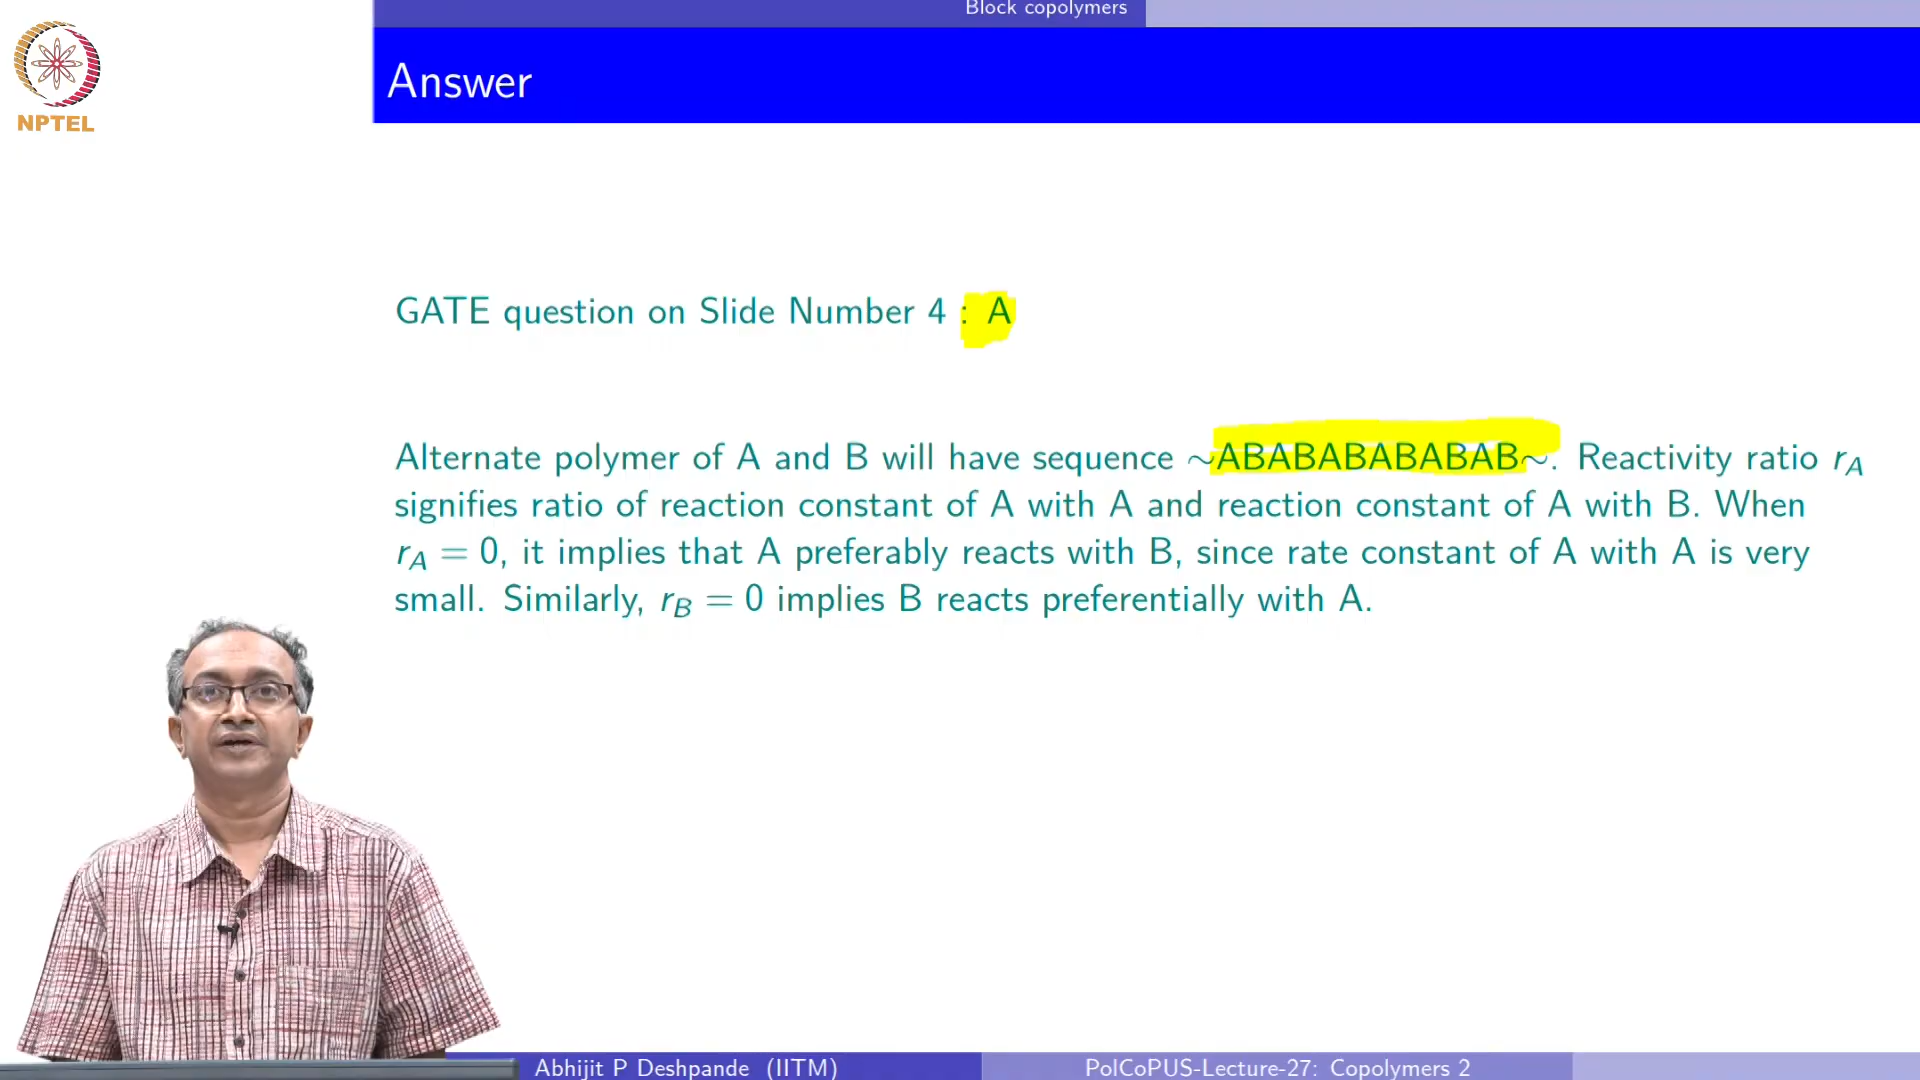 Block copolymers
NPTEL
Answer
GATE question on Slide Number 4 : A
Alternate polymer of A and B will have sequence ~ABABABABABAB~. Reactivity ratio r_A
signifies ratio of reaction constant of A with A and reaction constant of A with B. When
r_A = 0, it implies that A preferably reacts with B, since rate constant of A with A is very
small. Similarly, r_B = 0 implies B reacts preferentially with A.
Abhijit P Deshpande (IITM)
PolCoPUS-Lecture-27: Copolymers 2